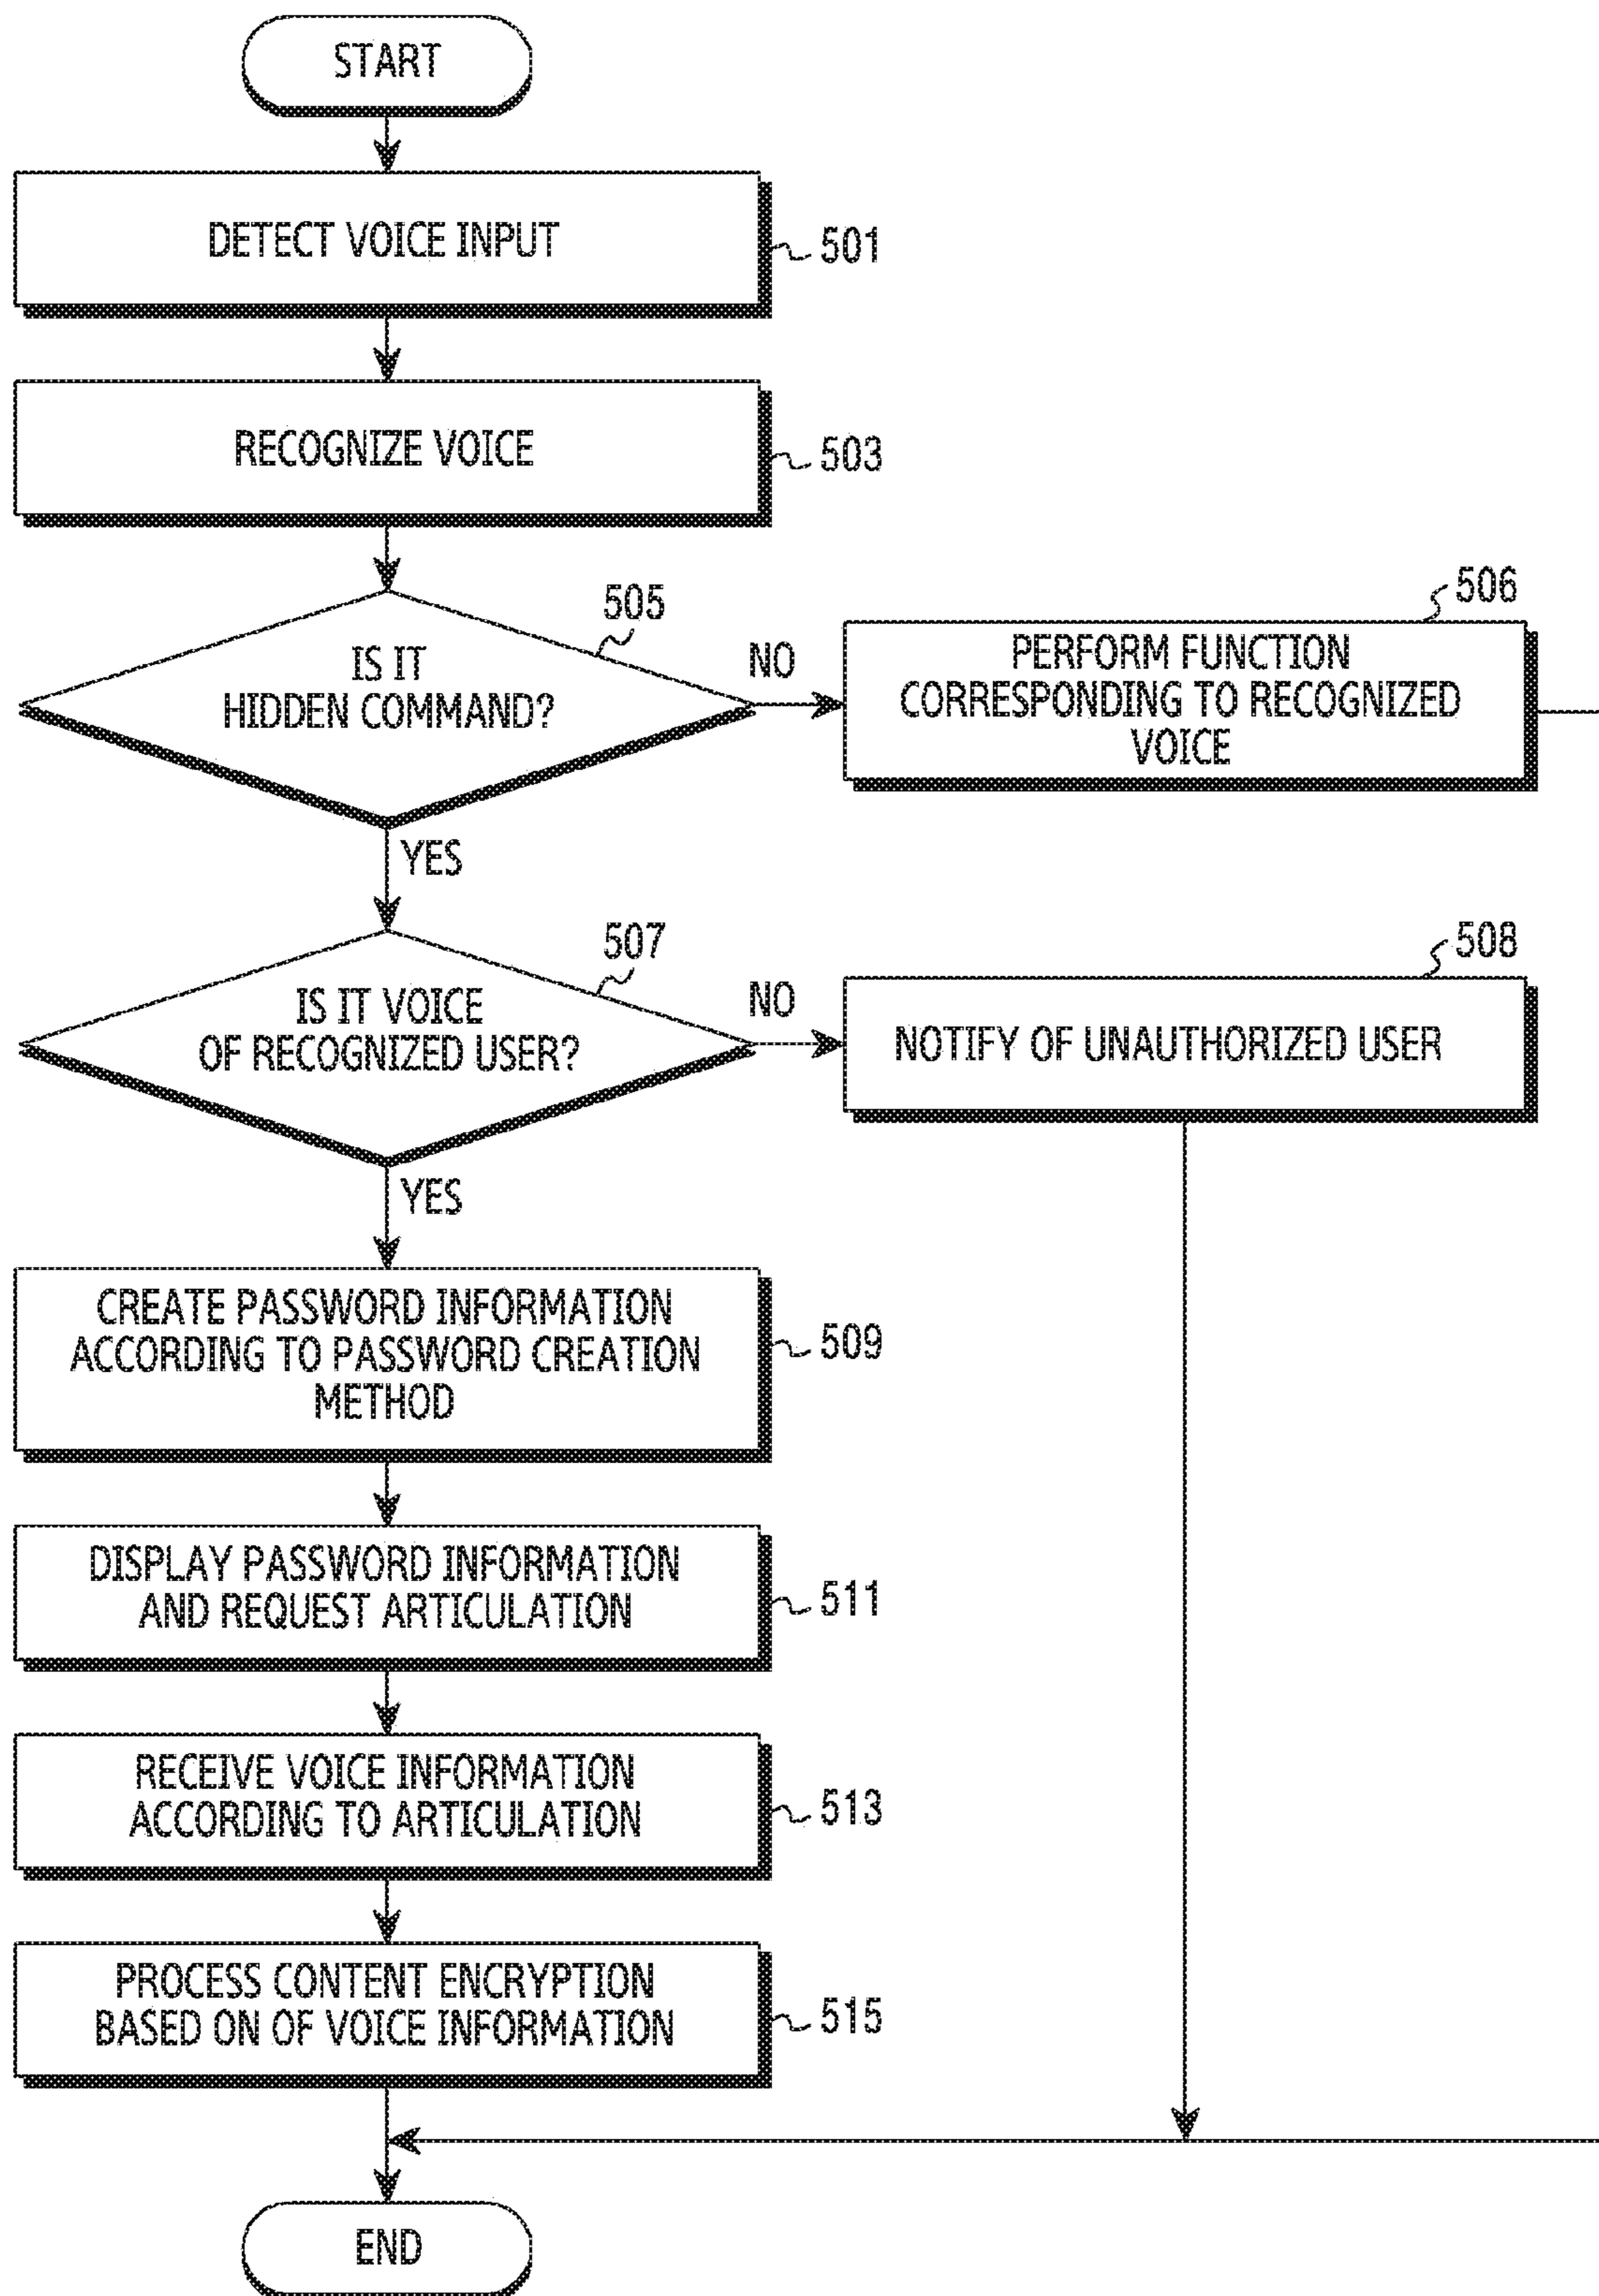 START
DETECT VOICE INPUT
501
RECOGNIZE VOICE
503
505
IS IT
HIDDEN COMMAND?
NO
506
PERFORM FUNCTION
CORRESPONDING TO RECOGNIZED
VOICE
YES
507
IS IT VOICE
OF RECOGNIZED USER?
NO
508
NOTIFY OF UNAUTHORIZED USER
YES
CREATE PASSWORD INFORMATION
ACCORDING TO PASSWORD CREATION
METHOD
509
DISPLAY PASSWORD INFORMATION
AND REQUEST ARTICULATION
511
RECEIVE VOICE INFORMATION
ACCORDING TO ARTICULATION
513
PROCESS CONTENT ENCRYPTION
BASED ON OF VOICE INFORMATION
515
END